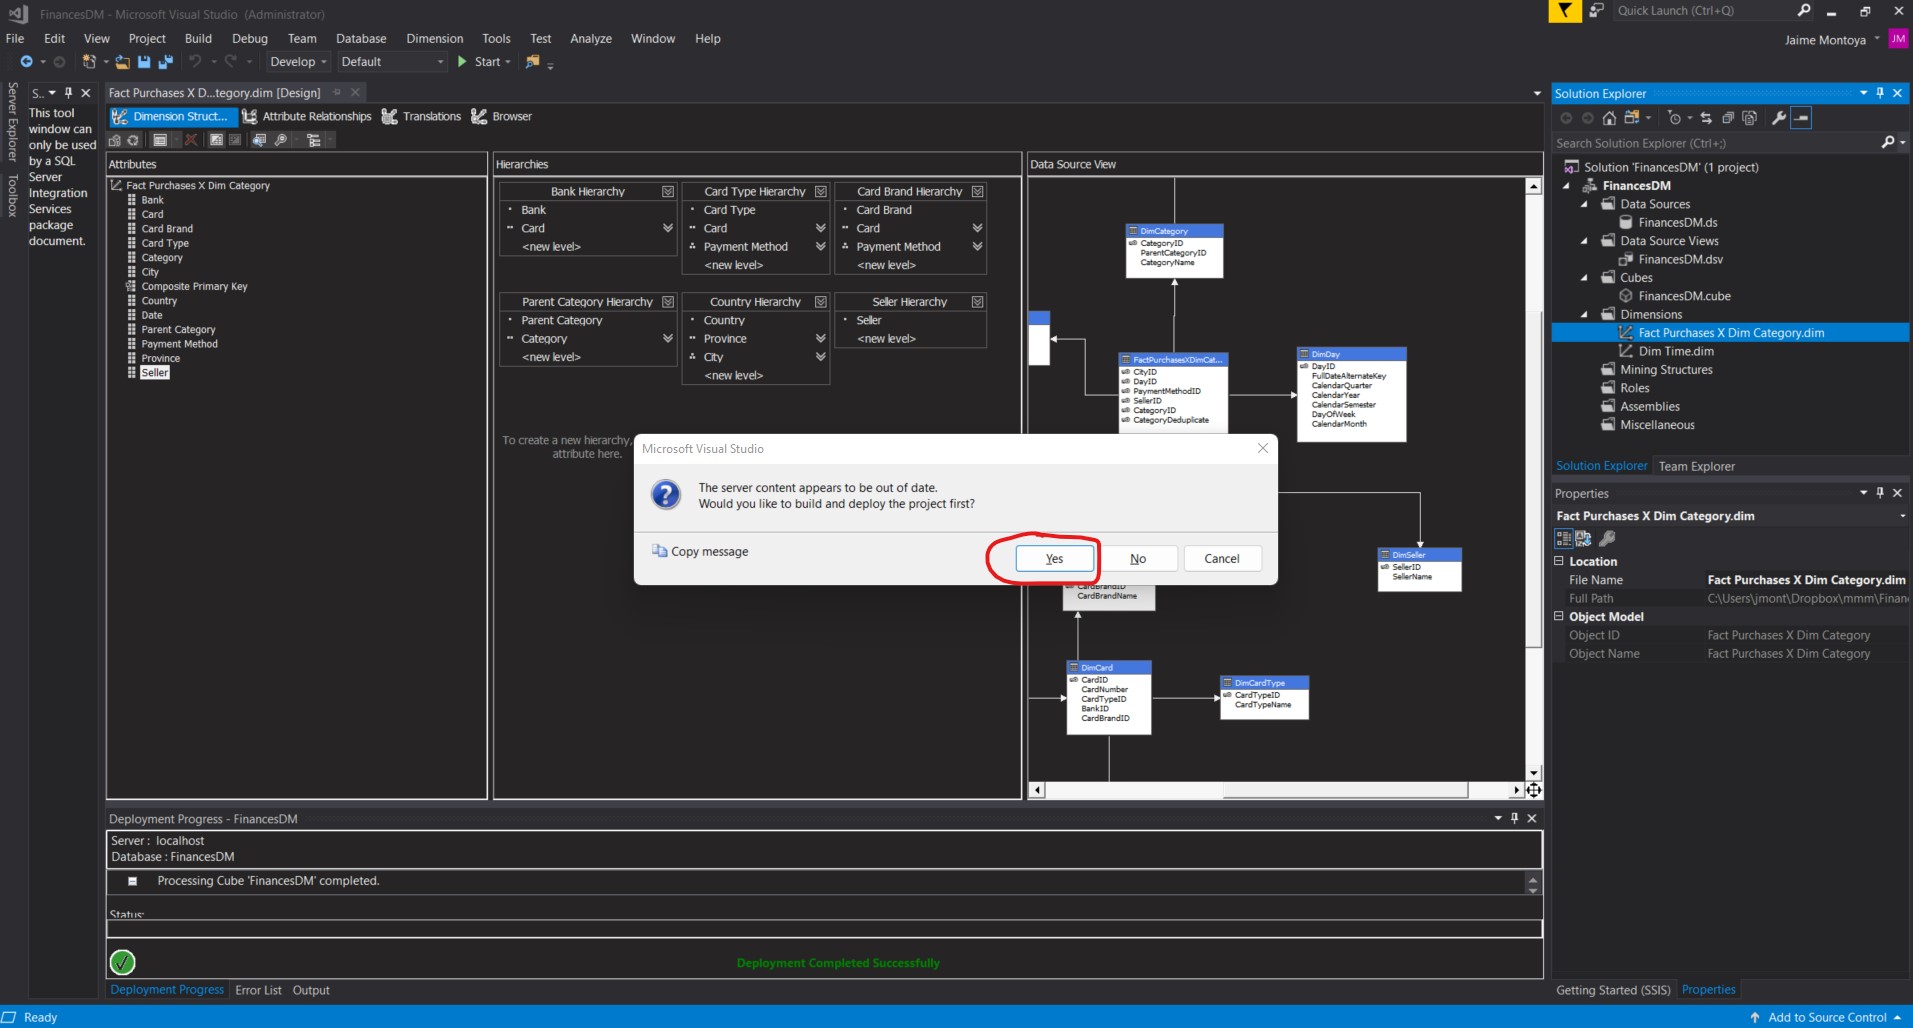 FinancesDM - Microsoft Visual Studio (Administrator)
Quick Launch (Ctrl+Q)
File Edit View Project Build Debug Team Database Dimension Tools Test Analyze Window Help
Jaime Montoya JM
Develop Default Start
Server Explorer
Toolbox
S..
This tool
window can
only be used
by a SQL
Server
Integration
Services
package
document.
Fact Purchases X D...tegory.dim [Design]
Dimension Struct... Attribute Relationships Translations Browser
Attributes
Fact Purchases X Dim Category
Bank
Card
Card Brand
Card Type
Category
City
Composite Primary Key
Country
Date
Parent Category
Payment Method
Province
Seller
Hierarchies
Bank Hierarchy
Bank
Card
<new level>
Card Type Hierarchy
Card Type
Card
Payment Method
<new level>
Card Brand Hierarchy
Card Brand
Card
Payment Method
<new level>
Parent Category Hierarchy
Parent Category
Category
<new level>
Country Hierarchy
Country
Province
City
<new level>
Seller Hierarchy
Seller
<new level>
To create a new hierarchy,
attribute here.
Data Source View
DimCategory
CategoryID
ParentCategoryID
CategoryName
FactPurchasesXDimCat...
CityID
DayID
PaymentMethodID
SellerID
CategoryID
CategoryDeduplicate
DimDay
DayID
FullDateAlternateKey
CalendarQuarter
CalendarYear
CalendarSemester
DayOfWeek
CalendarMonth
Microsoft Visual Studio
The server content appears to be out of date.
Would you like to build and deploy the project first?
Copy message
Yes No Cancel
CardBrandID
CardBrandName
DimSeller
SellerID
SellerName
DimCard
CardID
CardNumber
CardTypeID
BankID
CardBrandID
DimCardType
CardTypeID
CardTypeName
Deployment Progress - FinancesDM
Server : localhost
Database : FinancesDM
Processing Cube 'FinancesDM' completed.
Status:
Deployment Completed Successfully
Deployment Progress Error List Output
Solution Explorer
Search Solution Explorer (Ctrl+;)
Solution 'FinancesDM' (1 project)
FinancesDM
Data Sources
FinancesDM.ds
Data Source Views
FinancesDM.dsv
Cubes
FinancesDM.cube
Dimensions
Fact Purchases X Dim Category.dim
Dim Time.dim
Mining Structures
Roles
Assemblies
Miscellaneous
Solution Explorer Team Explorer
Properties
Fact Purchases X Dim Category.dim
Location
File Name Fact Purchases X Dim Category.dim
Full Path C:\Users\jmont\Dropbox\mmm\Finan
Object Model
Object ID Fact Purchases X Dim Category
Object Name Fact Purchases X Dim Category
Getting Started (SSIS) Properties
Ready
Add to Source Control